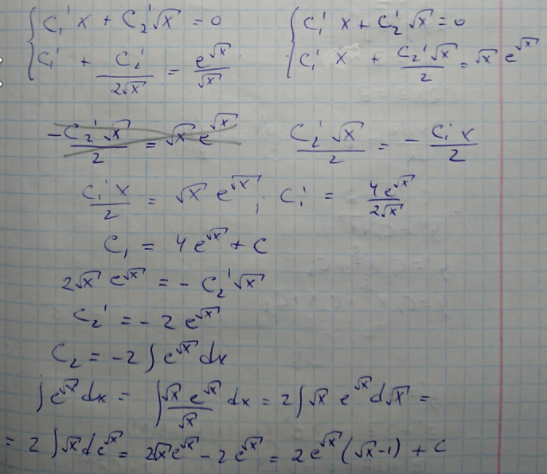 { C₁' x + C₂' √x = 0    { C₁' x + C₂' √x = 0
{ C₁' + C₂'/(2√x) = e^√x/√x    { C₁' x + C₂'√x/2 = √x e^√x
-C₂'√x/2 = √x e^√x    C₂'√x/2 = - C₁'x/2
C₁'x/2 = √x e^√x ; C₁' = 4e^√x/(2√x)
C₁ = 4e^√x + C
2√x e^√x = - C₂'√x
C₂' = - 2 e^√x
C₂ = -2 ∫ e^√x dx
∫ e^√x dx = ∫ (√x e^√x)/√x dx = 2∫ √x e^√x d√x =
= 2 ∫ √x de^√x = 2√x e^√x - 2 e^√x = 2 e^√x (√x-1) + C